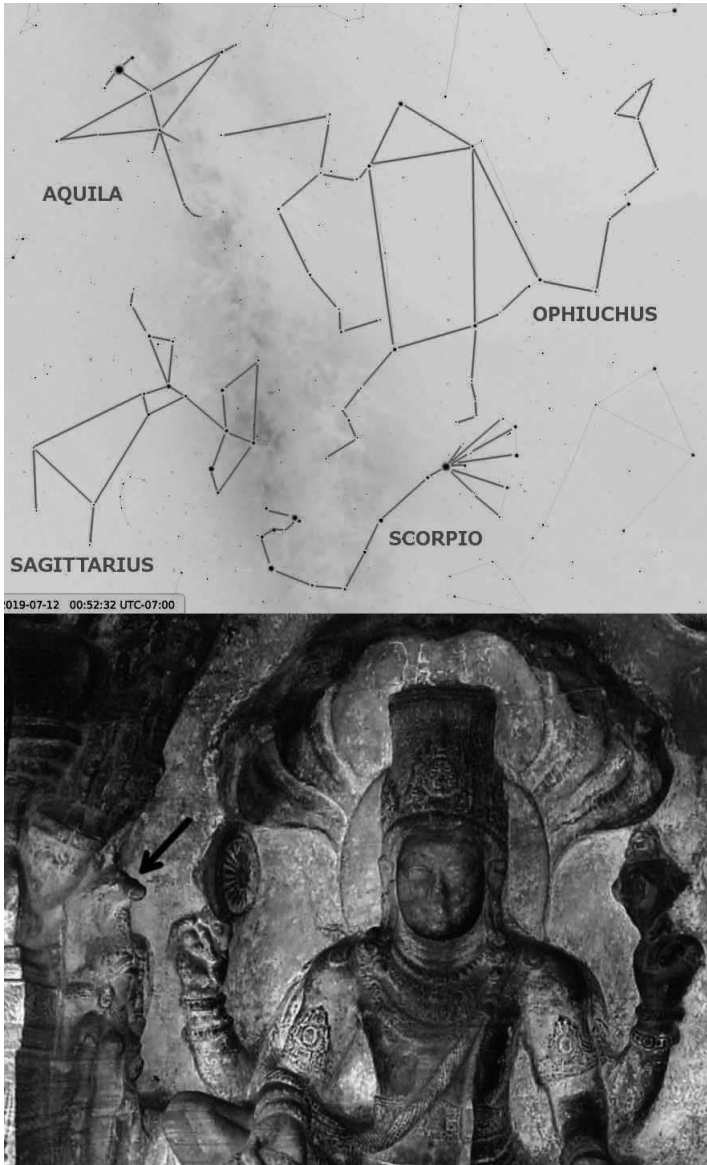 AQUILA
OPHIUCHUS
SCORPIO
SAGITTARIUS
2019-07-12 00:52:32 UTC-07:00